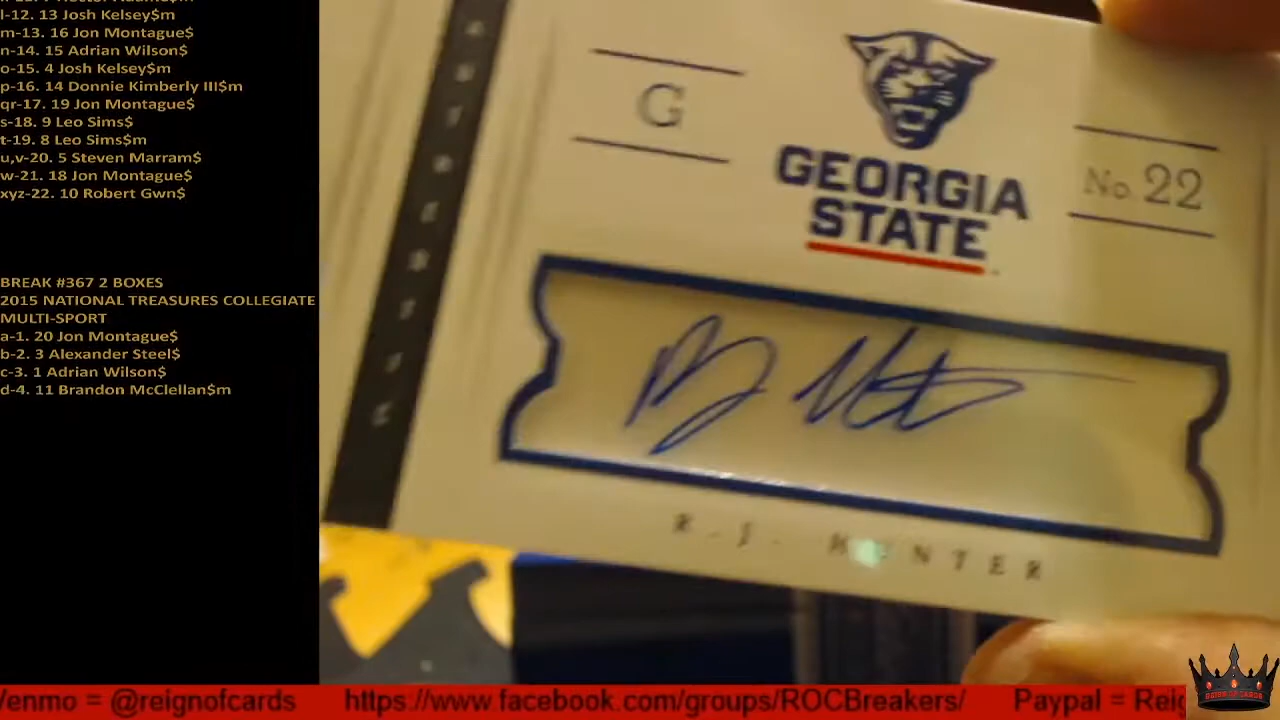 l-12. 13 Josh Kelsey$m
m-13. 16 Jon Montague$
n-14. 15 Adrian Wilson$
o-15. 4 Josh Kelsey$m
p-16. 14 Donnie Kimberly III$m
qr-17. 19 Jon Montague$
s-18. 9 Leo Sims$
t-19. 8 Leo Sims$m
u,v-20. 5 Steven Marram$
w-21. 18 Jon Montague$
xyz-22. 10 Robert Gwn$
BREAK #367 2 BOXES
2015 NATIONAL TREASURES COLLEGIATE
MULTI-SPORT
a-1. 20 Jon Montague$
b-2. 3 Alexander Steel$
c-3. 1 Adrian Wilson$
d-4. 11 Brandon McClellan$m
G
GEORGIA
STATE
No. 22
R.J. HUNTER
/enmo = @reignofcards https://www.facebook.com/groups/ROCBreakers/ Paypal = Reig